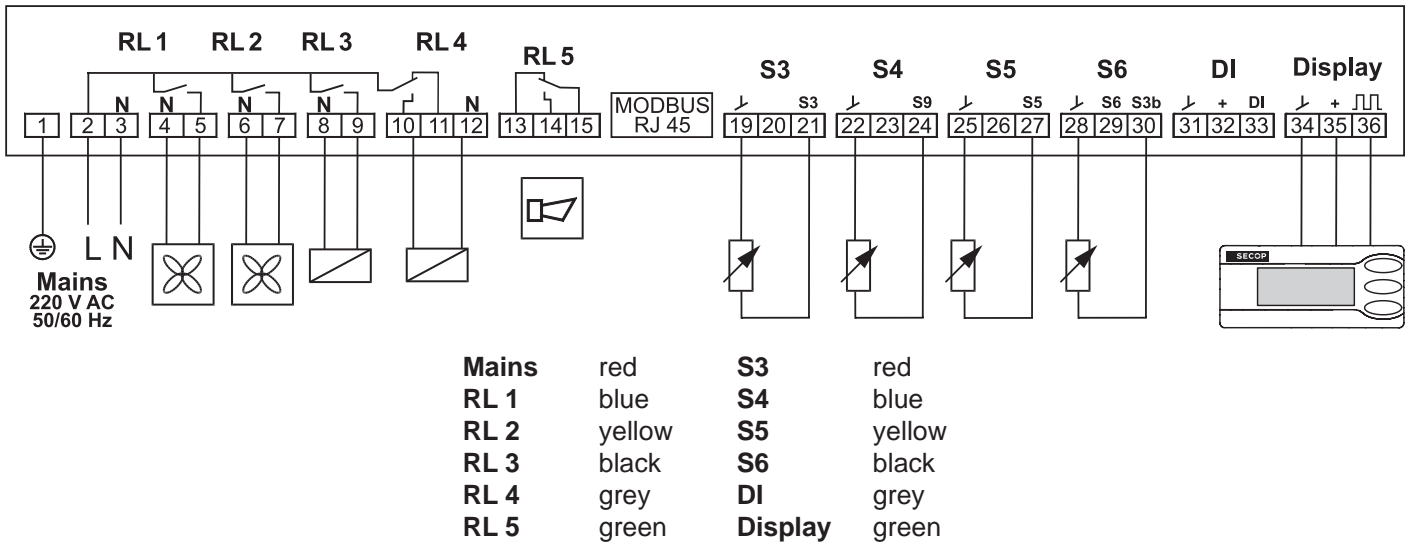 RL 1 RL 2 RL 3 RL 4 RL 5 S3 S4 S5 S6 DI Display
N N N N N MODBUS RJ 45 S3 S9 S5 S6 S3b + DI +
1 2 3 4 5 6 7 8 9 10 11 12 13 14 15 19 20 21 22 23 24 25 26 27 28 29 30 31 32 33 34 35 36
L N
Mains
220 V AC
50/60 Hz
SECOP
Mains red S3 red
RL 1 blue S4 blue
RL 2 yellow S5 yellow
RL 3 black S6 black
RL 4 grey DI grey
RL 5 green Display green